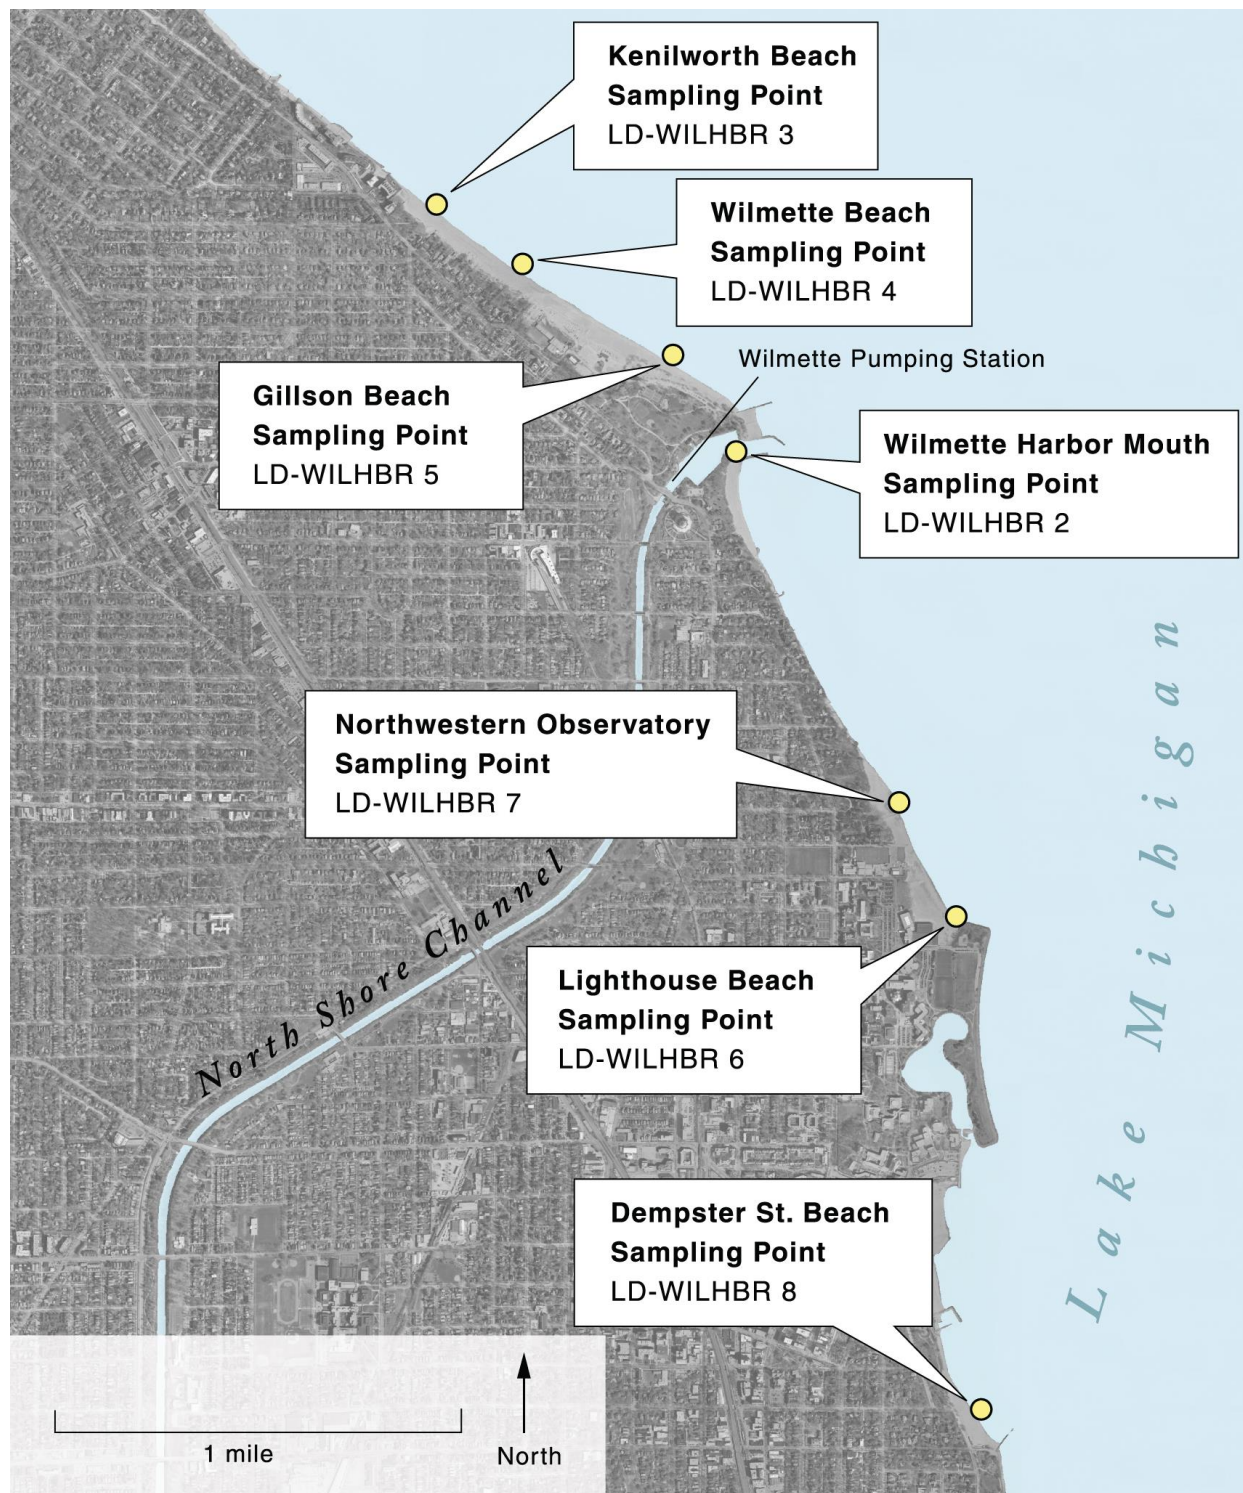 Kenilworth Beach
Sampling Point
LD-WILHBR 3
Wilmette Beach
Sampling Point
LD-WILHBR 4
Wilmette Pumping Station
Gillson Beach
Sampling Point
LD-WILHBR 5
Wilmette Harbor Mouth
Sampling Point
LD-WILHBR 2
Northwestern Observatory
Sampling Point
LD-WILHBR 7
North Shore Channel
Lake Michigan
Lighthouse Beach
Sampling Point
LD-WILHBR 6
Dempster St. Beach
Sampling Point
LD-WILHBR 8
1 mile
North